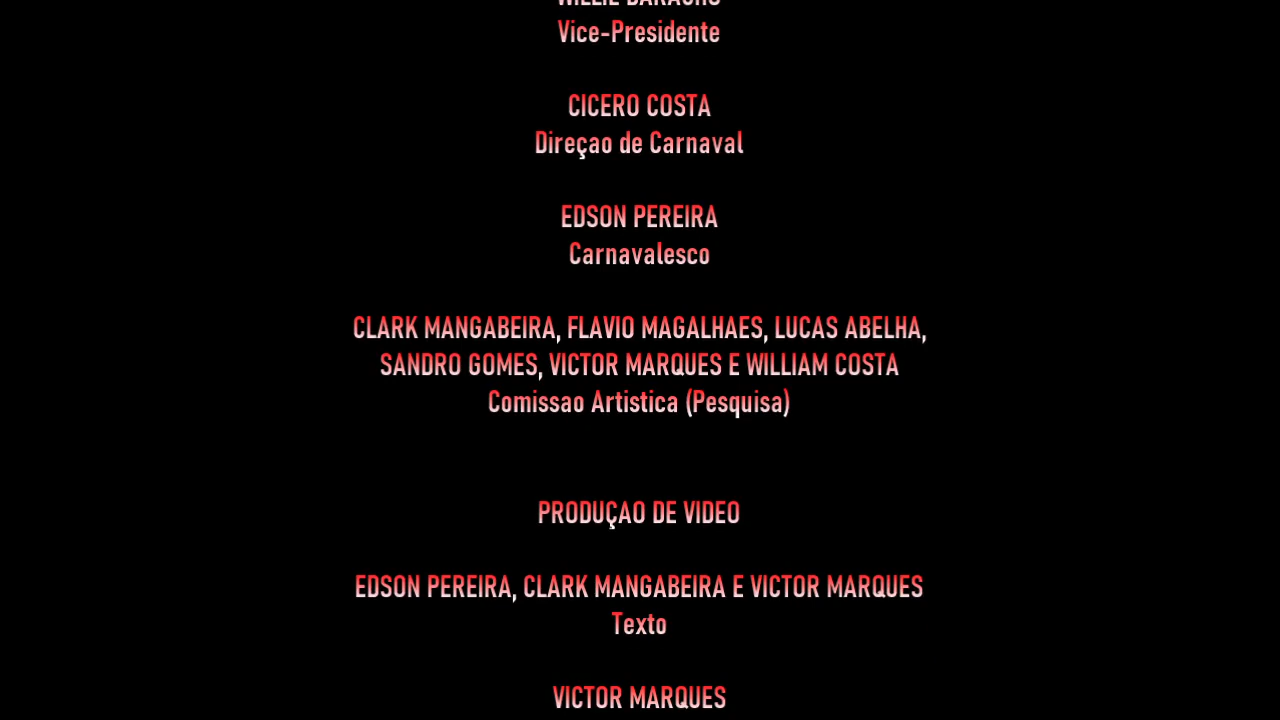 Vice-Presidente
CICERO COSTA
Direçao de Carnaval
EDSON PEREIRA
Carnavalesco
CLARK MANGABEIRA, FLAVIO MAGALHAES, LUCAS ABELHA,
SANDRO GOMES, VICTOR MARQUES E WILLIAM COSTA
Comissao Artistica (Pesquisa)
PRODUÇAO DE VIDEO
EDSON PEREIRA, CLARK MANGABEIRA E VICTOR MARQUES
Texto
VICTOR MARQUES